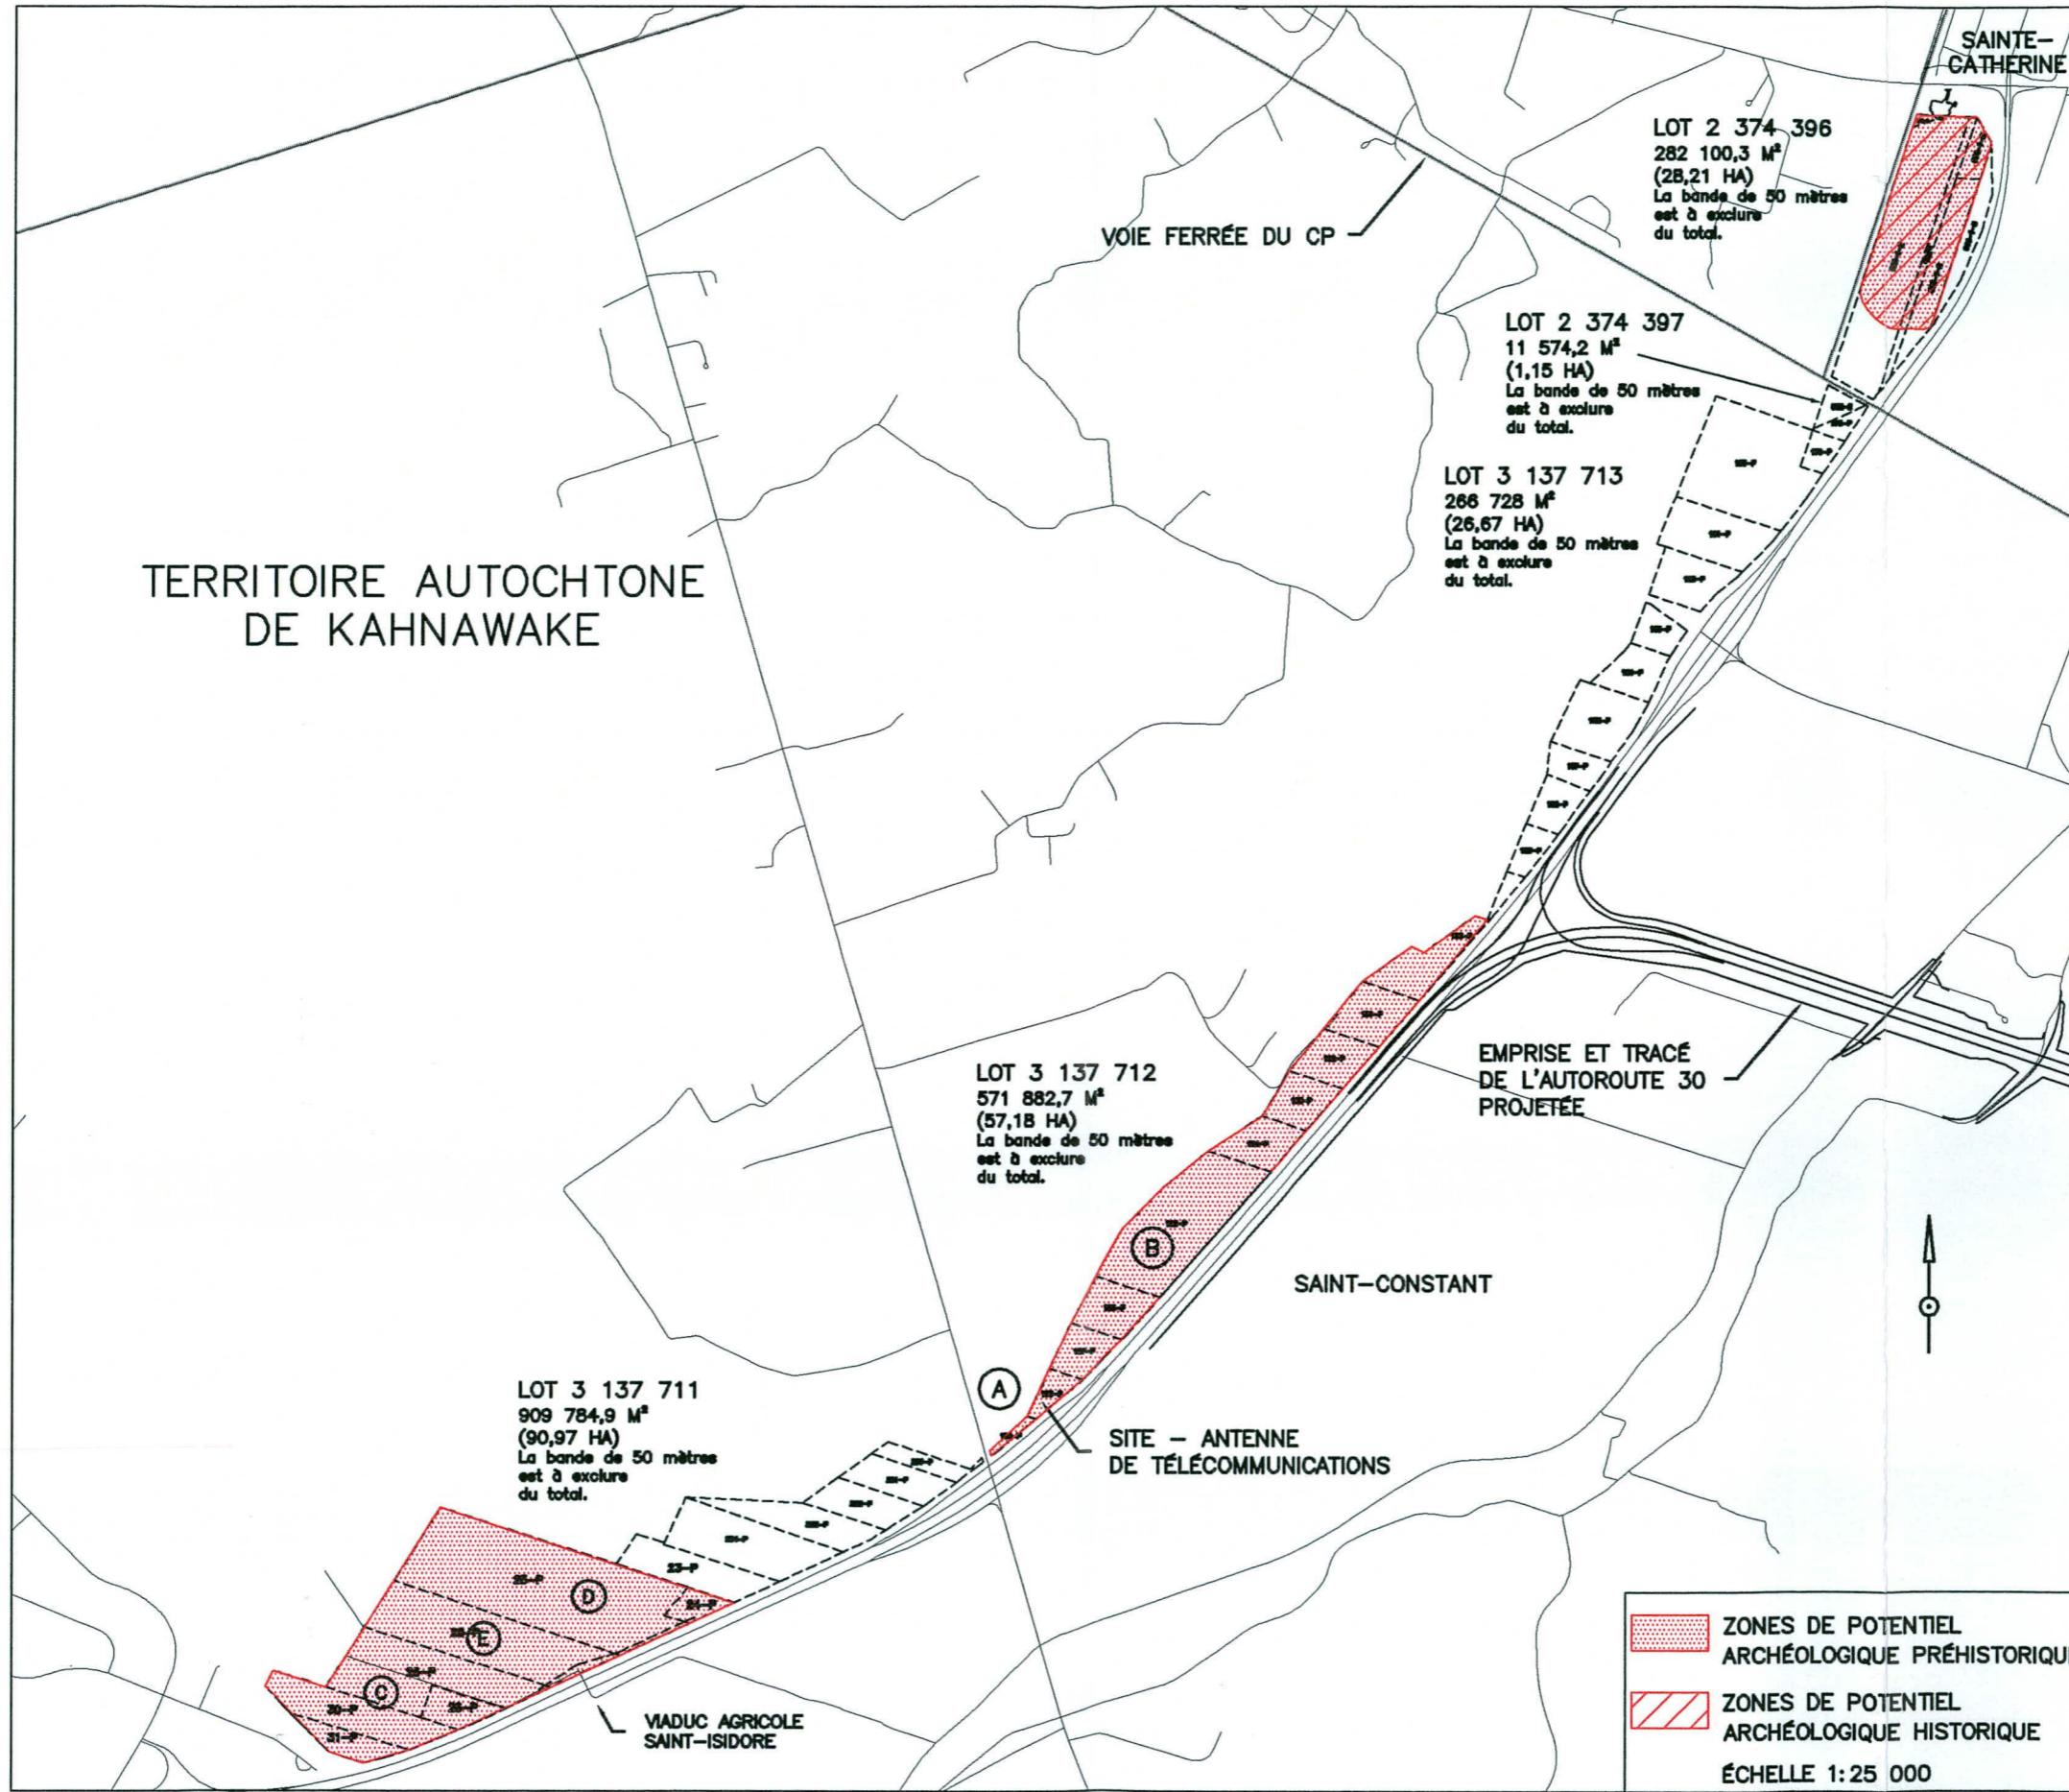 SAINTE-
CATHERINE
LOT 2 374 396
282 100,3 M²
(28,21 HA)
La bande de 50 mètres
est à exclure
du total.
VOIE FERRÉE DU CP
LOT 2 374 397
11 574,2 M²
(1,15 HA)
La bande de 50 mètres
est à exclure
du total.
LOT 3 137 713
266 728 M²
(26,67 HA)
La bande de 50 mètres
est à exclure
du total.
TERRITOIRE AUTOCHTONE
DE KAHNAWAKE
LOT 3 137 712
571 882,7 M²
(57,18 HA)
La bande de 50 mètres
est à exclure
du total.
EMPRISE ET TRACÉ
DE L'AUTOROUTE 30
PROJETÉE
B
SAINT-CONSTANT
A
LOT 3 137 711
909 784,9 M²
(90,97 HA)
La bande de 50 mètres
est à exclure
du total.
SITE - ANTENNE
DE TÉLÉCOMMUNICATIONS
23-P
25-P
D
24-P
E
C
30-P
31-P
VIADUC AGRICOLE
SAINT-ISIDORE
ZONES DE POTENTIEL
ARCHÉOLOGIQUE PRÉHISTORIQU
ZONES DE POTENTIEL
ARCHÉOLOGIQUE HISTORIQUE
ÉCHELLE 1:25 000